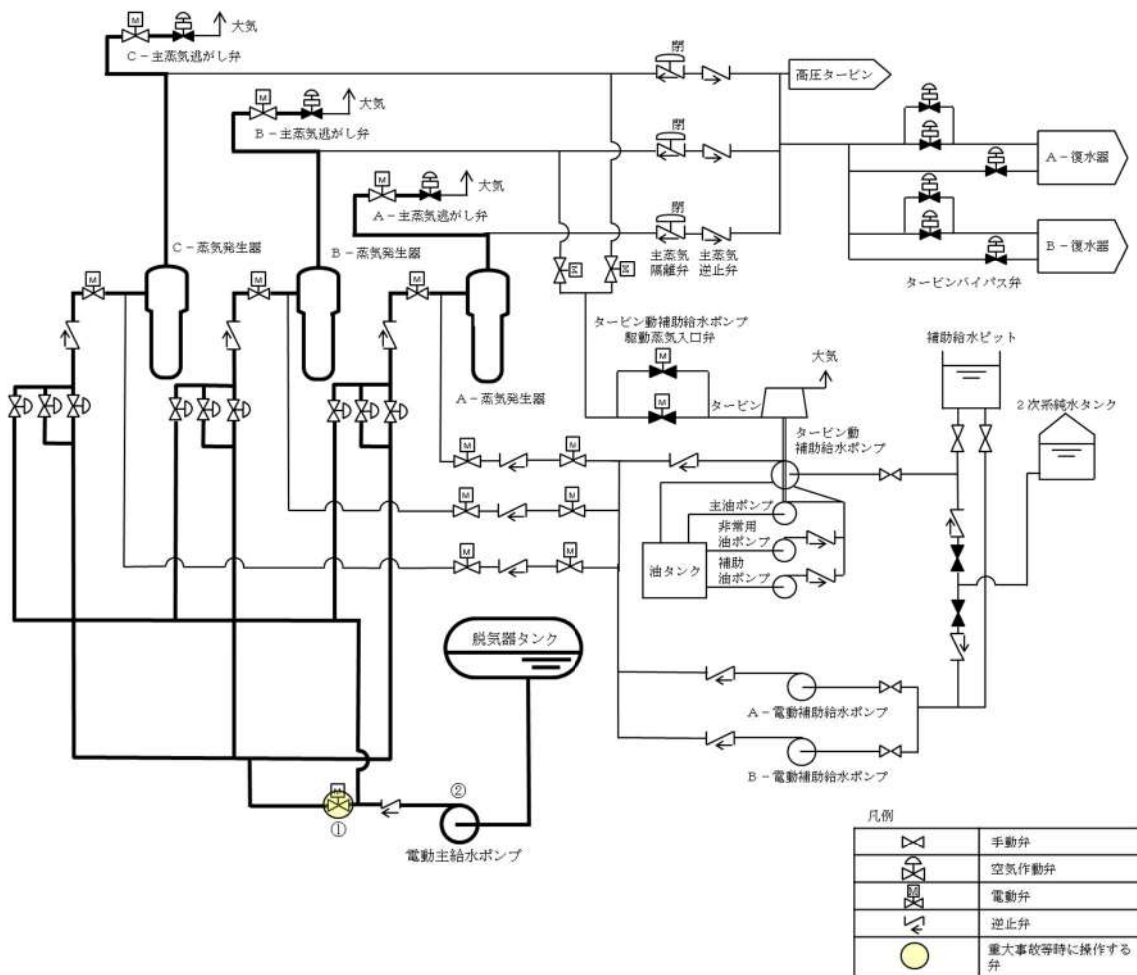 M
大気
C－主蒸気逃がし弁
M
大気
B－主蒸気逃がし弁
M
大気
A－主蒸気逃がし弁
閉
高圧タービン
閉
閉
主蒸気
隔離弁
主蒸気
逆止弁
A－復水器
B－復水器
タービンバイパス弁
C－蒸気発生器
B－蒸気発生器
A－蒸気発生器
M
M
M
M
M
タービン動補助給水ポンプ
駆動蒸気入口弁
M
M
タービン
大気
補助給水ピット
2次系純水タンク
タービン動
補助給水ポンプ
M
M
M
M
M
M
主油ポンプ
非常用
油ポンプ
補助
油ポンプ
油タンク
脱気器タンク
A－電動補助給水ポンプ
B－電動補助給水ポンプ
M
①
②
電動主給水ポンプ
凡例
手動弁
空気作動弁
M
電動弁
逆止弁
重大事故等時に操作する
弁